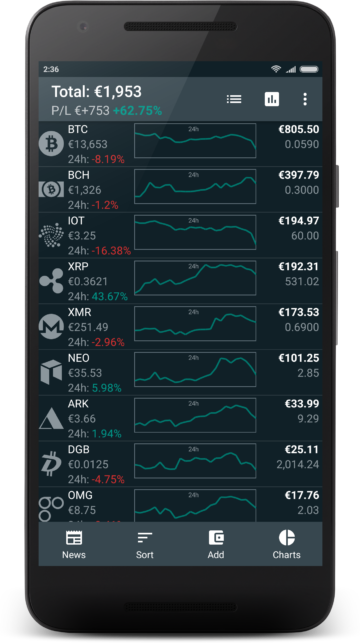 2:36
Total: €1,953
P/L €+753 +62.75%
BTC 24h €805.50
€13,653 0.0590
24h: -8.19%
BCH 24h €397.79
€1,326 0.3000
24h: -1.2%
IOT 24h €194.97
€3.25 60.00
24h: -16.38%
XRP 24h €192.31
€0.3621 531.02
24h: 43.67%
XMR 24h €173.53
€251.49 0.6900
24h: -2.96%
NEO 24h €101.25
€35.53 2.85
24h: 5.98%
ARK 24h €33.99
€3.66 9.29
24h: 1.94%
DGB 24h €25.11
€0.0125 2,014.24
24h: -4.75%
OMG 24h €17.76
€8.75 2.03
News Sort Add Charts